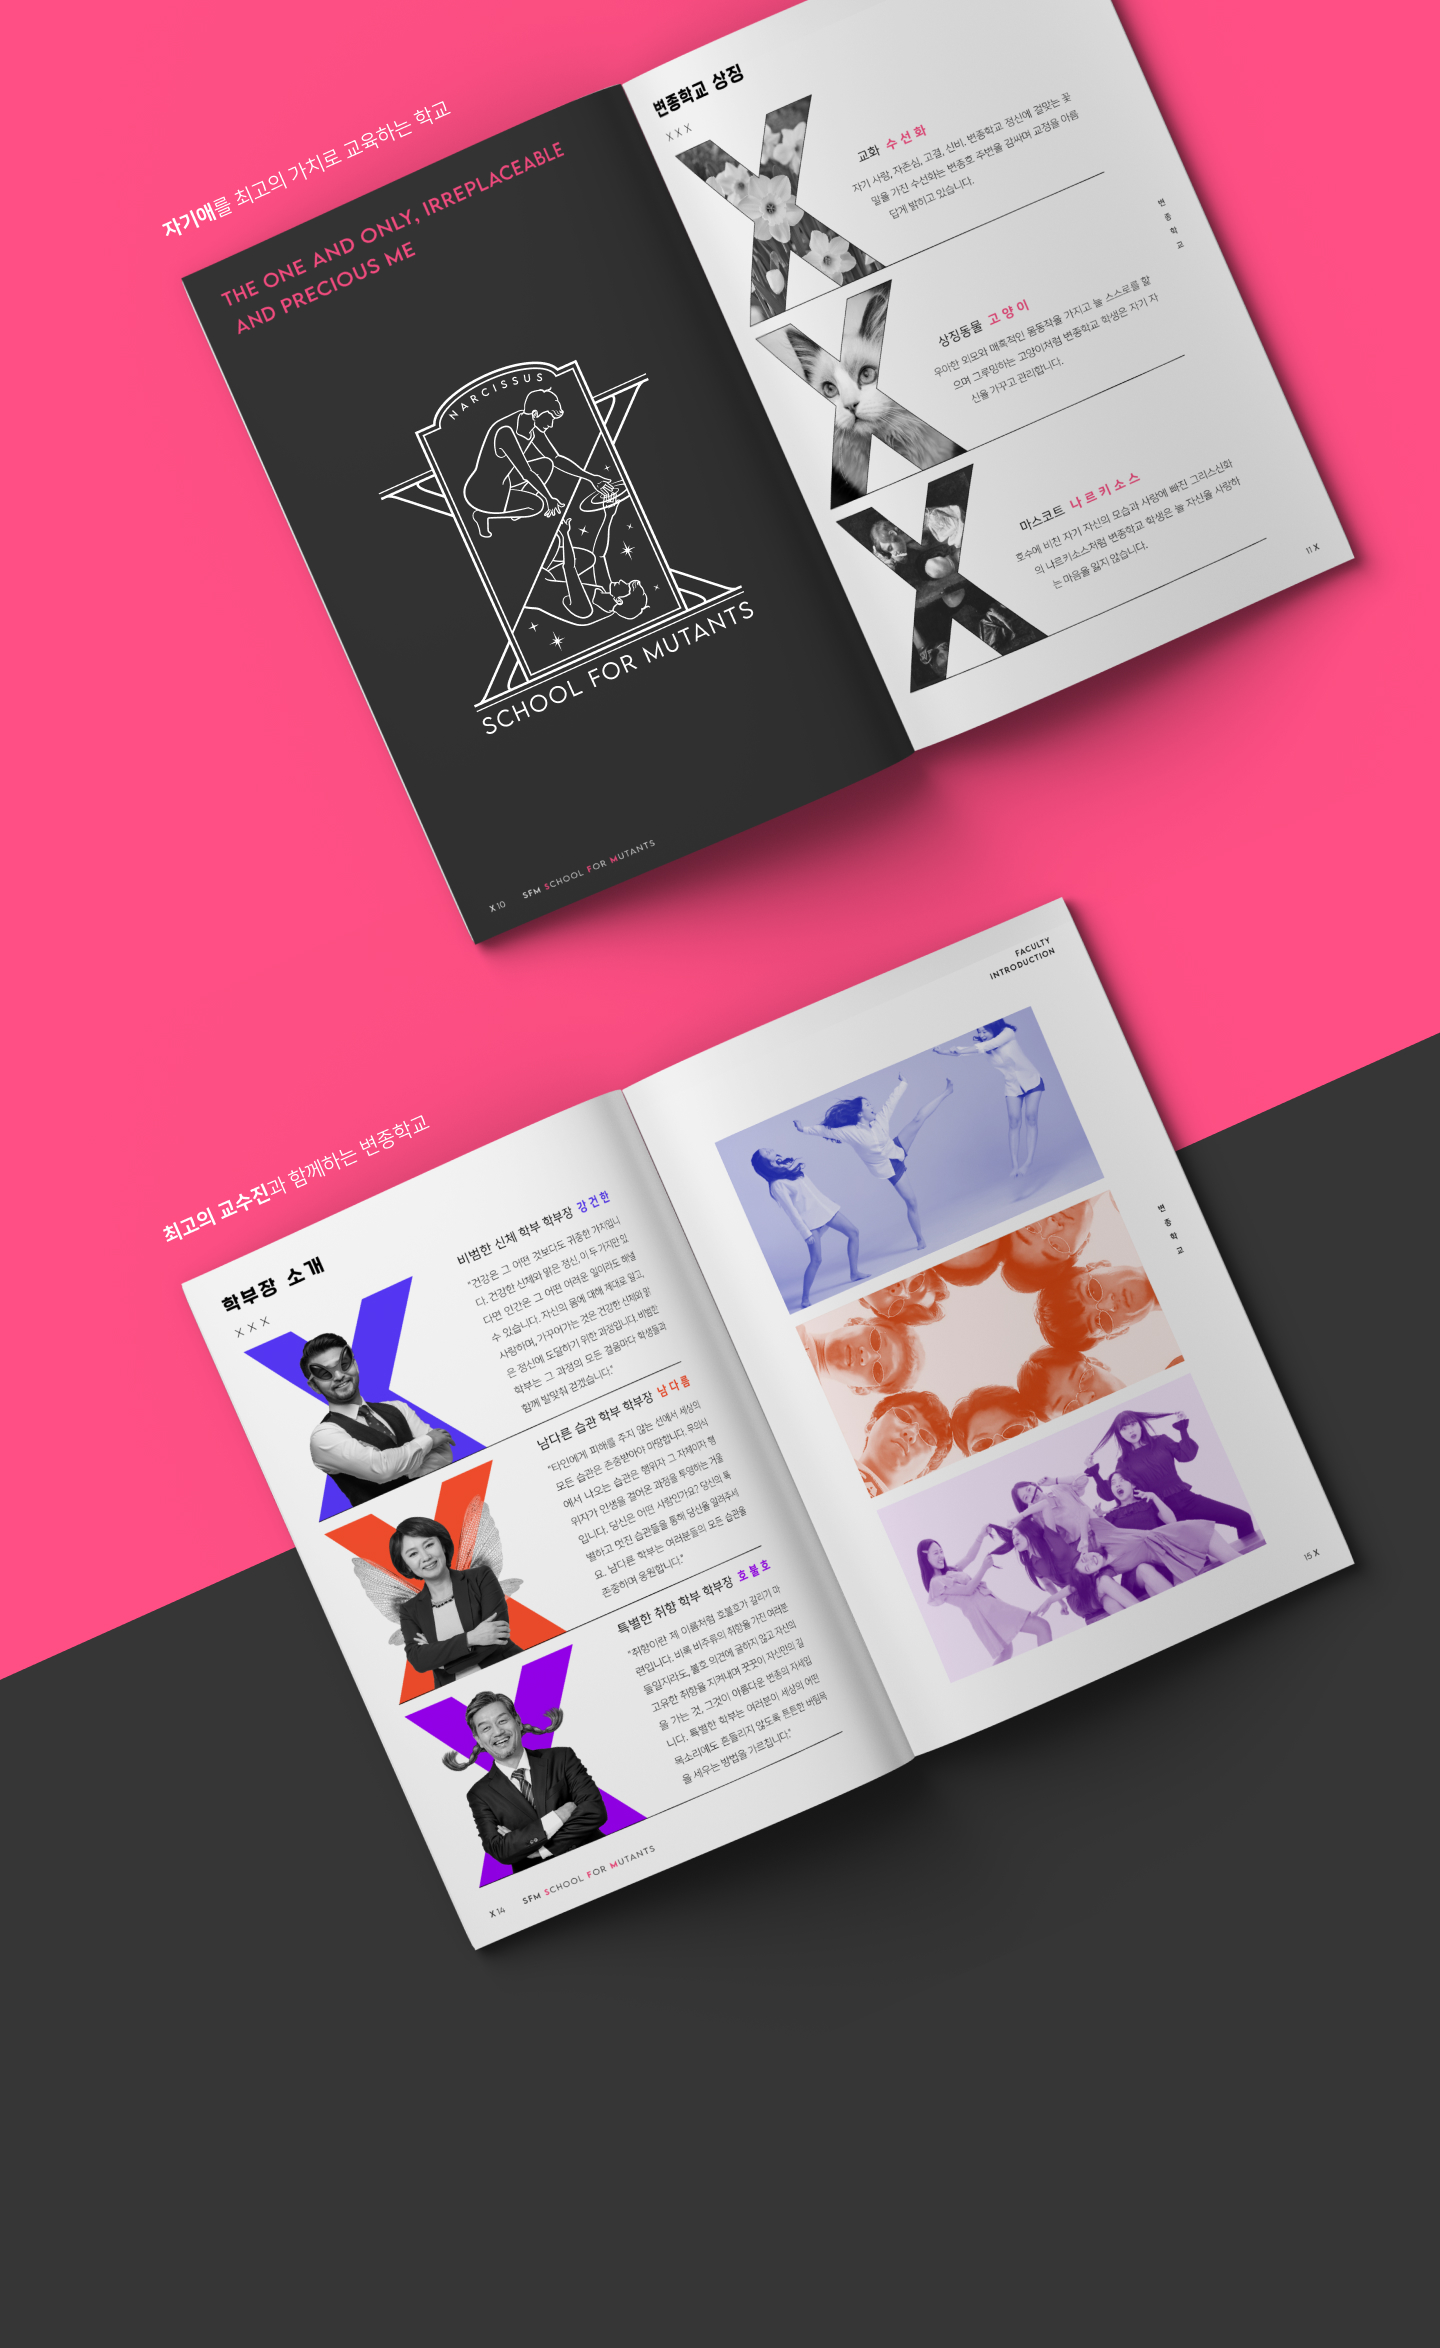 자기애를 최고의 가치로 교육하는 학교
THE ONE AND ONLY, IRREPLACEABLE
AND PRECIOUS ME
NARCISSUS
SCHOOL FOR MUTANTS
X 10 SFM SCHOOL FOR MUTANTS
변종학교 상징
X X X
교화 수선화
자기 사랑, 자존심, 고결, 신비. 변종학교 정신에 걸맞는 꽃
말을 가진 수선화는 변종호 주변을 감싸며 교정을 아름
답게 밝히고 있습니다.
상징동물 고양이
우아한 외모와 매혹적인 몸동작을 가지고 늘 스스로를 핥
으며 그루밍하는 고양이처럼 변종학교 학생은 자기 자
신을 가꾸고 관리합니다.
마스코트 나르키소스
호수에 비친 자기 자신의 모습과 사랑에 빠진 그리스신화
의 나르키소스처럼 변종학교 학생은 늘 자신을 사랑하
는 마음을 잃지 않습니다.
변종학교
11 X
최고의 교수진과 함께하는 변종학교
학부장 소개
X X X
비범한 신체 학부 학부장 강건한
"건강은 그 어떤 것보다도 귀중한 가치입니
다. 건강한 신체와 맑은 정신, 이 두 가지만 있
다면 인간은 그 어떤 어려운 일이라도 해낼
수 있습니다. 자신의 몸에 대해 제대로 알고,
사랑하며, 가꾸어가는 것은 건강한 신체와 맑
은 정신에 도달하기 위한 과정입니다. 비범한
학부는 그 과정의 모든 걸음마다 학생들과
함께 발맞춰 걷겠습니다."
남다른 습관 학부 학부장 남다름
"타인에게 피해를 주지 않는 선에서 세상의
모든 습관은 존중받아야 마땅합니다. 무의식
에서 나오는 습관은 행위자 그 자체이자 행
위자가 인생을 걸어온 과정을 투영하는 거울
입니다. 당신은 어떤 사람인가요? 당신의 특
별하고 멋진 습관들을 통해 당신을 알려주세
요. 남다른 학부는 여러분들의 모든 습관을
존중하며 응원합니다."
특별한 취향 학부 학부장 호불호
"취향이란 제 이름처럼 호불호가 갈리기 마
련입니다. 비록 비주류의 취향을 가진 여러분
들일지라도, 불호 의견에 굴하지 않고 자신의
고유한 취향을 지켜내며 꿋꿋이 자신만의 길
을 가는 것, 그것이 아름다운 변종의 자세입
니다. 특별한 학부는 여러분이 세상의 어떤
목소리에도 흔들리지 않도록 튼튼한 버팀목
을 세우는 방법을 가르칩니다."
X 14 SFM SCHOOL FOR MUTANTS
FACULTY
INTRODUCTION
변종학교
15 X